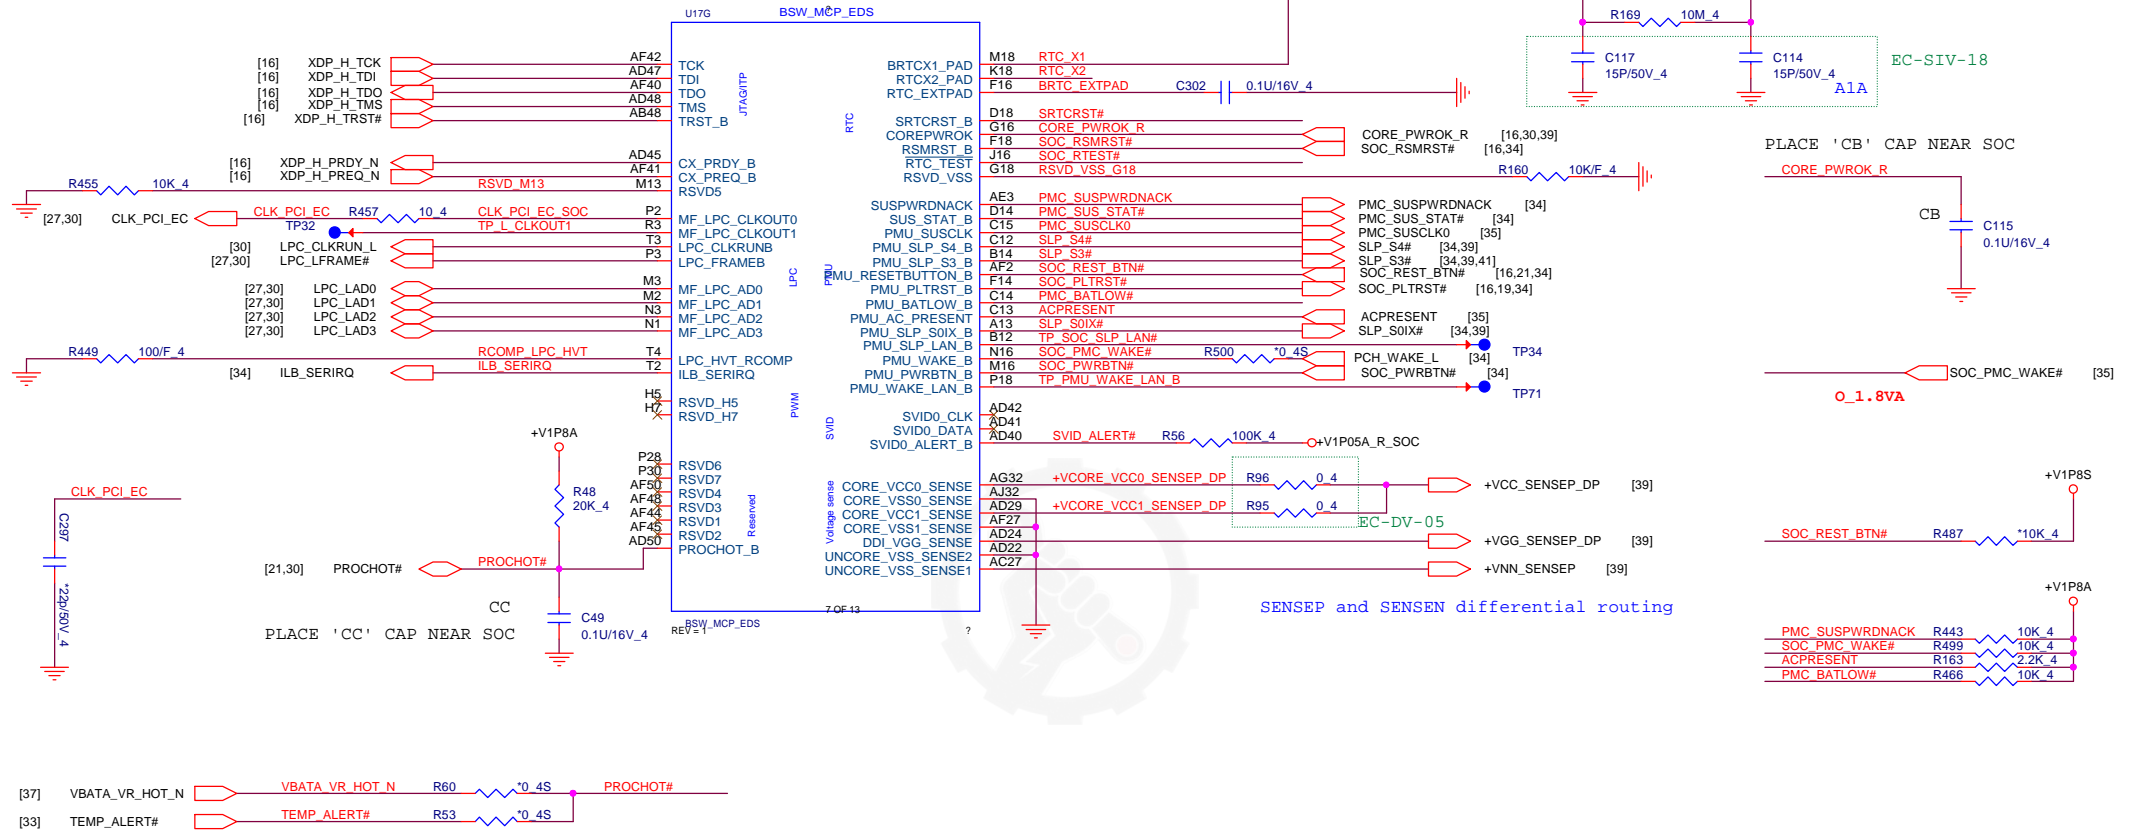 U17G
BSW_MCP_EDS
?
R169 10M_4
C117
15P/50V_4
C114
15P/50V_4
A1A
EC-SIV-18
[16] XDP_H_TCK AF42 TCK
[16] XDP_H_TDI AD47 TDI
[16] XDP_H_TDO AF40 TDO
[16] XDP_H_TMS AD48 TMS
[16] XDP_H_TRST# AB48 TRST_B
JTAG/ITP
[16] XDP_H_PRDY_N AD45 CX_PRDY_B
[16] XDP_H_PREQ_N AF41 CX_PREQ_B
R455 10K_4 RSVD_M13 M13 RSVD5
[27,30] CLK_PCI_EC CLK_PCI_EC R457 10_4 CLK_PCI_EC_SOC P2 MF_LPC_CLKOUT0
TP32 TP_L_CLKOUT1 R3 MF_LPC_CLKOUT1
[30] LPC_CLKRUN_L T3 LPC_CLKRUNB
[27,30] LPC_LFRAME# P3 LPC_FRAMEB
LPC
[27,30] LPC_LAD0 M3 MF_LPC_AD0
[27,30] LPC_LAD1 M2 MF_LPC_AD1
[27,30] LPC_LAD2 N3 MF_LPC_AD2
[27,30] LPC_LAD3 N1 MF_LPC_AD3
R449 100/F_4 RCOMP_LPC_HVT T4 LPC_HVT_RCOMP
[34] ILB_SERIRQ ILB_SERIRQ T2 ILB_SERIRQ
H5 RSVD_H5
H7 RSVD_H7
PWM
P28 RSVD6
P30 RSVD7
AF50 RSVD4
AF48 RSVD3
AF44 RSVD1
AF45 RSVD2
AD50 PROCHOT_B
Reserved
+V1P8A
R48
20K_4
[21,30] PROCHOT# PROCHOT#
CC
PLACE 'CC' CAP NEAR SOC
C49
0.1U/16V_4
CLK_PCI_EC
C297
*22p/50V_4
BRTCX1_PAD M18 RTC_X1
RTCX2_PAD K18 RTC_X2
RTC_EXTPAD F16 BRTC_EXTPAD C302 0.1U/16V_4
RTC
SRTCRST_B D18 SRTCRST#
COREPWROK G16 CORE_PWROK_R CORE_PWROK_R [16,30,39]
RSMRST_B F18 SOC_RSMRST# SOC_RSMRST# [16,34]
RTC_TEST J16 SOC_RTEST#
RSVD_VSS G18 RSVD_VSS_G18 R160 10K/F_4
SUSPWRDNACK AE3 PMC_SUSPWRDNACK PMC_SUSPWRDNACK [34]
SUS_STAT_B D14 PMC_SUS_STAT# PMC_SUS_STAT# [34]
PMU_SUSCLK C15 PMC_SUSCLK0 PMC_SUSCLK0 [35]
PMU_SLP_S4_B C12 SLP_S4# SLP_S4# [34,39]
PMU_SLP_S3_B B14 SLP_S3# SLP_S3# [34,39,41]
PMU_RESETBUTTON_B AF2 SOC_REST_BTN# SOC_REST_BTN# [16,21,34]
PMU_PLTRST_B F14 SOC_PLTRST# SOC_PLTRST# [16,19,34]
PMU_BATLOW_B C14 PMC_BATLOW#
PMU_AC_PRESENT C13 ACPRESENT ACPRESENT [35]
PMU_SLP_S0IX_B A13 SLP_S0IX# SLP_S0IX# [34,39]
PMU_SLP_LAN_B B12 TP_SOC_SLP_LAN# TP34
PMU_WAKE_B N16 SOC_PMC_WAKE# R500 *0_4S PCH_WAKE_L [34]
PMU_PWRBTN_B M16 SOC_PWRBTN# SOC_PWRBTN# [34]
PMU_WAKE_LAN_B P18 TP_PMU_WAKE_LAN_B TP71
PMU
SVID0_CLK AD42
SVID0_DATA AD41
SVID0_ALERT_B AD40 SVID_ALERT# R56 100K_4 +V1P05A_R_SOC
SVID
CORE_VCC0_SENSE AG32 +VCORE_VCC0_SENSEP_DP R96 0_4 +VCC_SENSEP_DP [39]
CORE_VSS0_SENSE AJ32
CORE_VCC1_SENSE AD29 +VCORE_VCC1_SENSEP_DP R95 0_4
CORE_VSS1_SENSE AF27
EC-DV-05
DDI_VGG_SENSE AD24 +VGG_SENSEP_DP [39]
UNCORE_VSS_SENSE2 AD22
UNCORE_VSS_SENSE1 AC27 +VNN_SENSEP [39]
Voltage sense
SENSEP and SENSEN differential routing
7 OF 13
BSW_MCP_EDS
REV = 1
?
PLACE 'CB' CAP NEAR SOC
CORE_PWROK_R
CB
C115
0.1U/16V_4
SOC_PMC_WAKE# [35]
O_1.8VA
+V1P8S
SOC_REST_BTN# R487 *10K_4
+V1P8A
PMC_SUSPWRDNACK R443 10K_4
SOC_PMC_WAKE# R499 10K_4
ACPRESENT R163 2.2K_4
PMC_BATLOW# R466 10K_4
[37] VBATA_VR_HOT_N VBATA_VR_HOT_N R60 *0_4S PROCHOT#
[33] TEMP_ALERT# TEMP_ALERT# R53 *0_4S